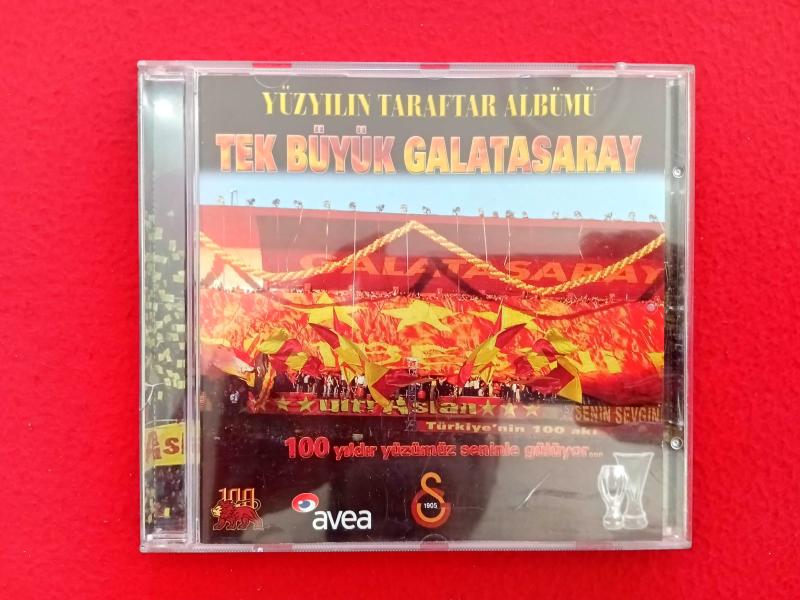 YÜZYILIN TARAFTAR ALBÜMÜ
TEK BÜYÜK GALATASARAY
GALATASARAY
★★ultrAslan★★★
SENİN SEVGİN
Türkiye'nin 100 akı
100 yıldır yüzümüz seninle gülüyor...
100
avea
1905